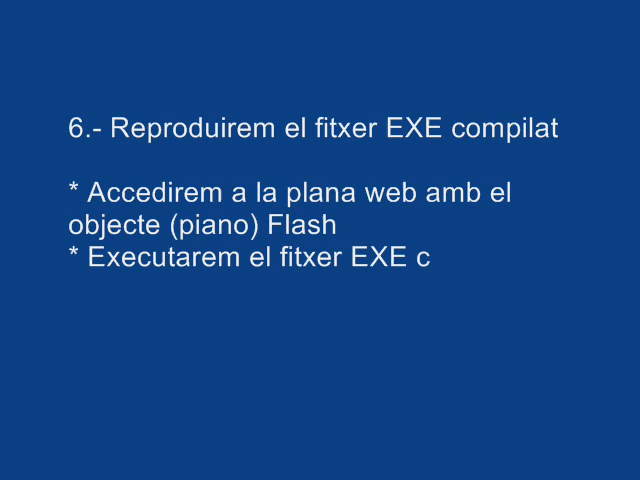 6.- Reproduirem el fitxer EXE compilat
* Accedirem a la plana web amb el
objecte (piano) Flash
* Executarem el fitxer EXE c